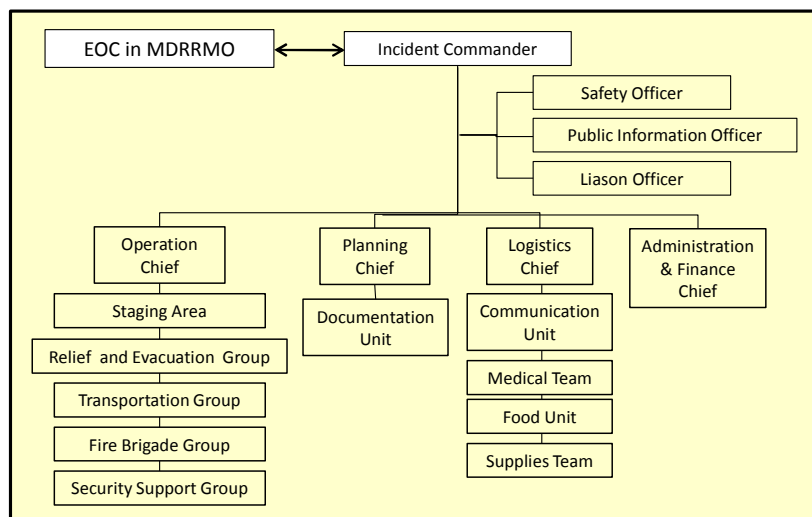 EOC in MDRRMO
Incident Commander
Safety Officer
Public Information Officer
Liason Officer
Operation
Chief
Planning
Chief
Logistics
Chief
Administration
& Finance
Chief
Staging Area
Documentation
Unit
Communication
Unit
Relief and Evacuation Group
Medical Team
Transportation Group
Food Unit
Fire Brigade Group
Supplies Team
Security Support Group